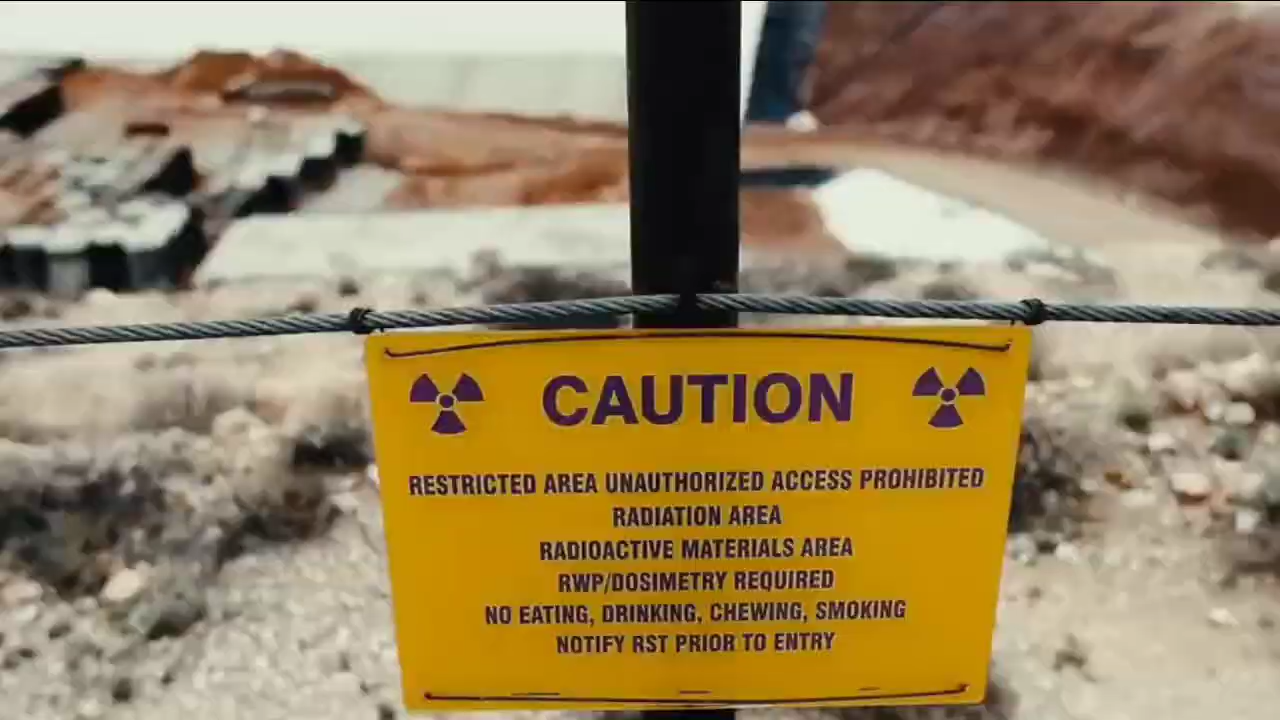 CAUTION
RESTRICTED AREA UNAUTHORIZED ACCESS PROHIBITED
RADIATION AREA
RADIOACTIVE MATERIALS AREA
RWP/DOSIMETRY REQUIRED
NO EATING, DRINKING, CHEWING, SMOKING
NOTIFY RST PRIOR TO ENTRY